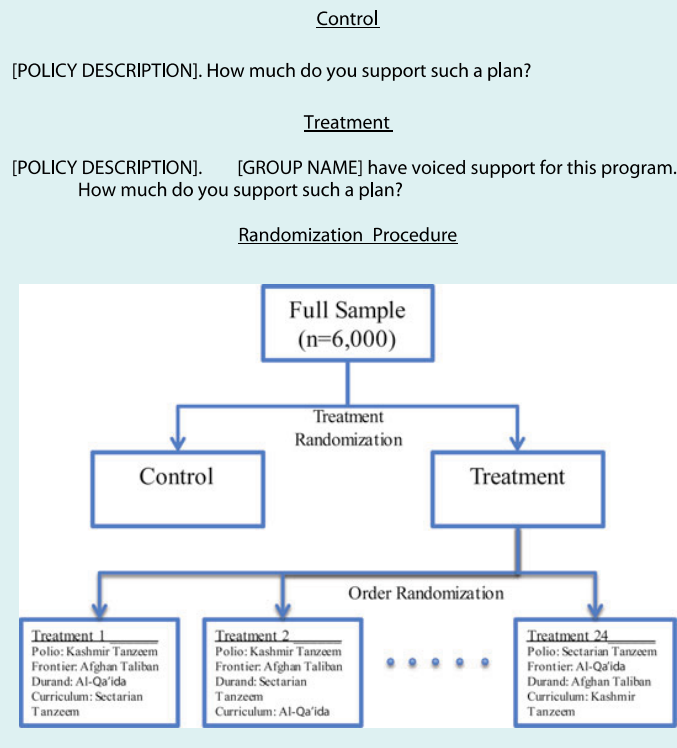 Control
[POLICY DESCRIPTION]. How much do you support such a plan?
Treatment
[POLICY DESCRIPTION]. [GROUP NAME] have voiced support for this program.
How much do you support such a plan?
Randomization Procedure
Full Sample
(n=6,000)
Treatment
Randomization
Control
Treatment
Order Randomization
Treatment 1
Polio: Kashmir Tanzeem
Frontier: Afghan Taliban
Durand: Al-Qa'ida
Curriculum: Sectarian
Tanzeem
Treatment 2
Polio: Kashmir Tanzeem
Frontier: Afghan Taliban
Durand: Sectarian
Tanzeem
Curriculum: Al-Qa'ida
Treatment 24
Polio: Sectarian Tanzeem
Frontier: Al-Qa'ida
Durand: Afghan Taliban
Curriculum: Kashmir
Tanzeem